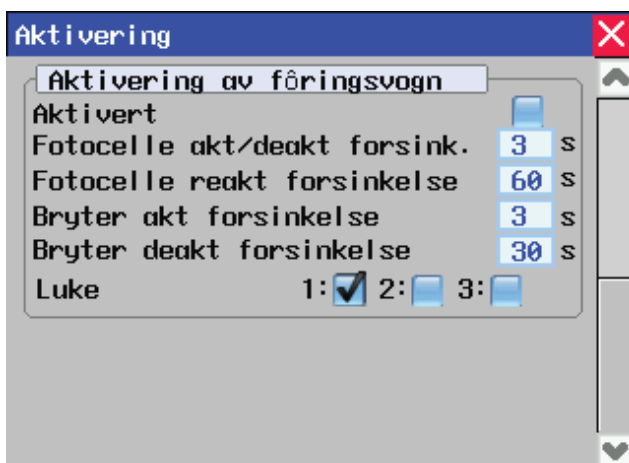 Aktivering
Aktivering av fôringsvogn
Aktivert
Fotocelle akt/deakt forsink. 3 s
Fotocelle reakt forsinkelse 60 s
Bryter akt forsinkelse 3 s
Bryter deakt forsinkelse 30 s
Luke 1: 2: 3: